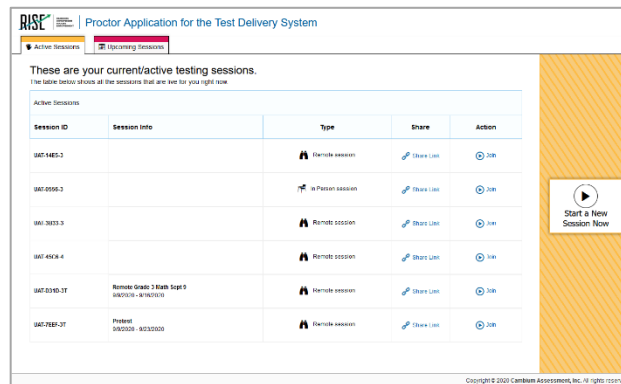 RISE Proctor Application for the Test Delivery System
Active Sessions Upcoming Sessions
These are your current/active testing sessions.
The table below shows all the sessions that are live for you right now
Active Sessions
Session ID Session Info Type Share Action
UAT-14E5-3 Remote session Share Link Join
UAT-0556-3 In Person session Share Link Join
Remote session Share Link Join
UAT-45C8-4 Remote session Share Link Join
Remote Grade 3 Math Sept 9
UAT-D31D-3T Remote session Share Link Join
9/9/2020 - 9/16/2020
Pretest
UAT-7EEF-3T Remote session Share Link Join
9/9/2020 - 9/23/2020
Start a New
Session Now
Copyright © 2020 Cambium Assessment, Inc. All rights reser